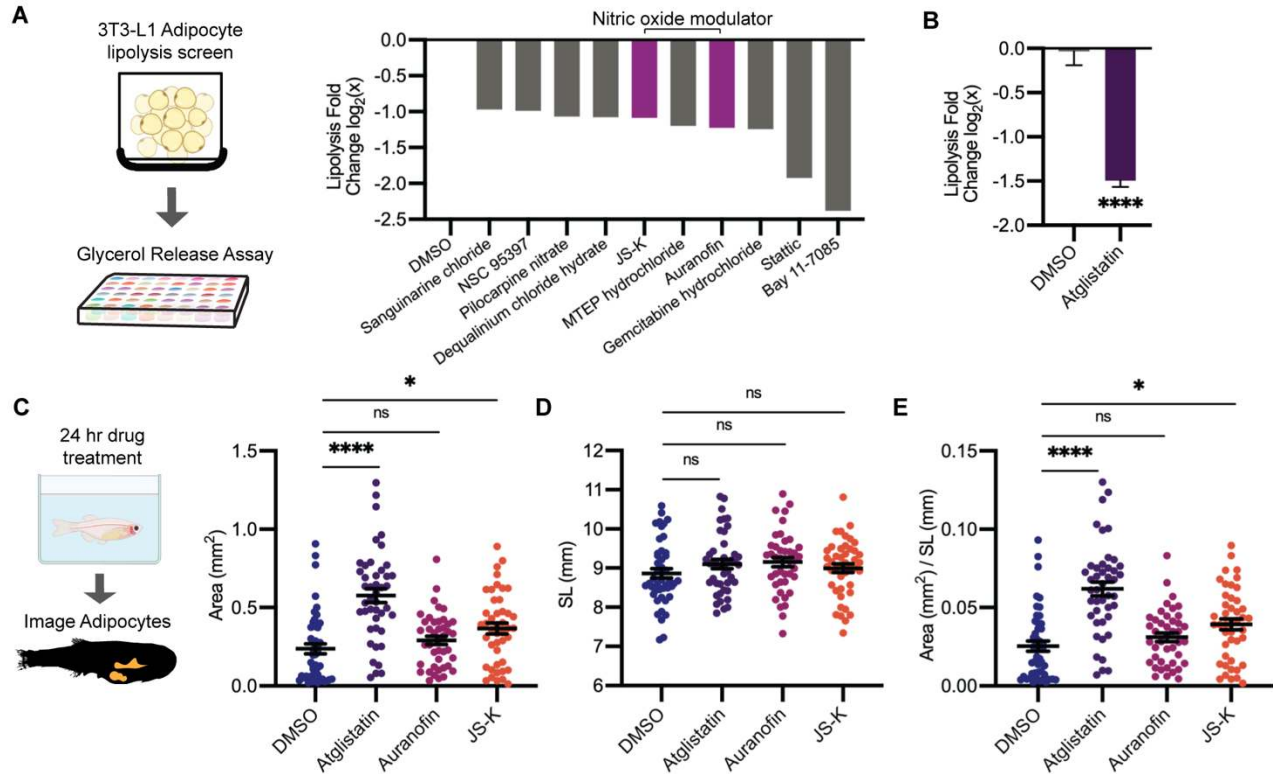 A
3T3-L1 Adipocyte
lipolysis screen
Glycerol Release Assay
Nitric oxide modulator
Lipolysis Fold
Change log2(x)
0.0
-0.5
-1.0
-1.5
-2.0
-2.5
DMSO
Sanguinarine chloride
NSC 95397
Pilocarpine nitrate
Dequalinium chloride hydrate
JS-K
MTEP hydrochloride
Auranofin
Gemcitabine hydrochloride
Stattic
Bay 11-7085
B
Lipolysis Fold
Change log2(x)
0.0
-0.5
-1.0
-1.5
-2.0
****
DMSO
Atglistatin
C
24 hr drug
treatment
Image Adipocytes
Area (mm²)
1.5
1.0
0.5
0.0
*
ns
****
DMSO
Atglistatin
Auranofin
JS-K
D
SL (mm)
12
11
10
9
8
7
6
ns
ns
ns
DMSO
Atglistatin
Auranofin
JS-K
E
Area (mm²) / SL (mm)
0.15
0.10
0.05
0.00
*
ns
****
DMSO
Atglistatin
Auranofin
JS-K